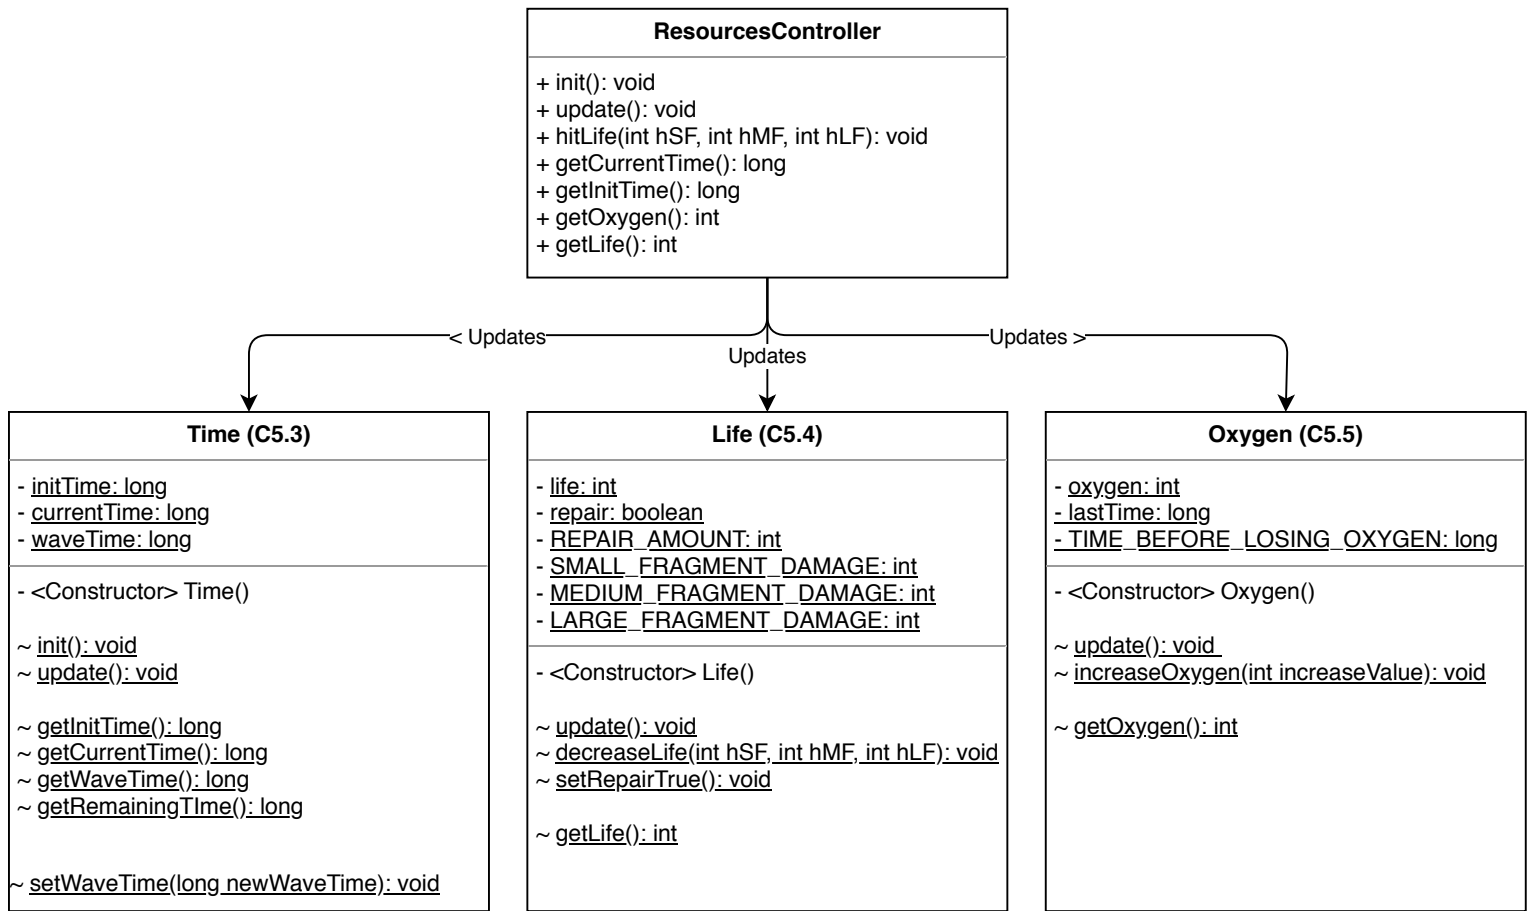 ResourcesController
+ init(): void
+ update(): void
+ hitLife(int hSF, int hMF, int hLF): void
+ getCurrentTime(): long
+ getInitTime(): long
+ getOxygen(): int
+ getLife(): int
< Updates
Updates
Updates >
Time (C5.3)
- initTime: long
- currentTime: long
- waveTime: long
- <Constructor> Time()
~ init(): void
~ update(): void
~ getInitTime(): long
~ getCurrentTime(): long
~ getWaveTime(): long
~ getRemainingTIme(): long
~ setWaveTime(long newWaveTime): void
Life (C5.4)
- life: int
- repair: boolean
- REPAIR_AMOUNT: int
- SMALL_FRAGMENT_DAMAGE: int
- MEDIUM_FRAGMENT_DAMAGE: int
- LARGE_FRAGMENT_DAMAGE: int
- <Constructor> Life()
~ update(): void
~ decreaseLife(int hSF, int hMF, int hLF): void
~ setRepairTrue(): void
~ getLife(): int
Oxygen (C5.5)
- oxygen: int
- lastTime: long
- TIME_BEFORE_LOSING_OXYGEN: long
- <Constructor> Oxygen()
~ update(): void
~ increaseOxygen(int increaseValue): void
~ getOxygen(): int